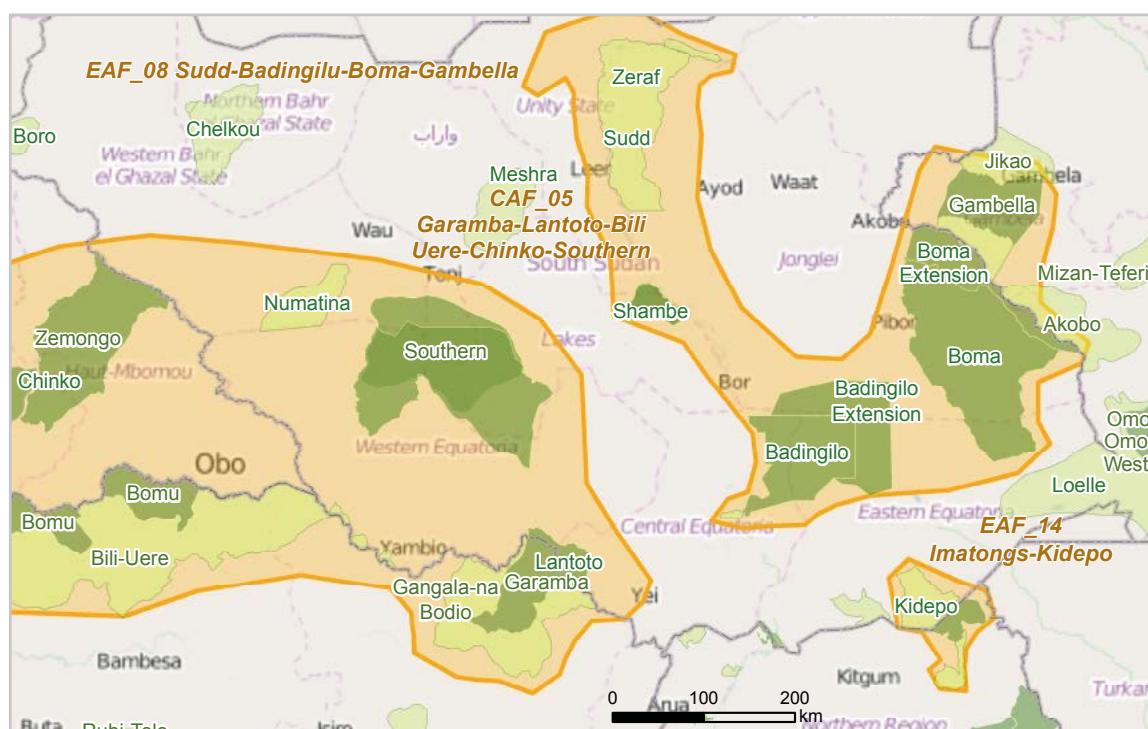 EAF_08 Sudd-Badingilu-Boma-Gambella
Zeraf
Unity State
Northern Bahr
el Ghazal State
Chelkou
Boro
Sudd
واراب
Western Bahr
el Ghazal State
Meshra
Leer
Ayod
Waat
Jikao
Gambela
Gambella
CAF_05
Garamba-Lantoto-Bili
Uere-Chinko-Southern
Wau
Akobo
Tonj
South Sudan
Jonglei
Boma
Extension
Mizan-Teferi
Numatina
Shambe
Pibor
Akobo
Zemongo
Southern
Lakes
Boma
Haut-Mbomou
Chinko
Bor
Badingilo
Extension
Western Equatoria
Badingilo
Omo
Omo
West
Obo
Loelle
Bomu
Bomu
Central Equatoria
Eastern Equatoria
EAF_14
Imatongs-Kidepo
Bili-Uere
Yambio
Lantoto
Garamba
Gangala-na
Bodio
Yei
Kidepo
Bambesa
Kitgum
0 100 200
km
Arua
Northern Region